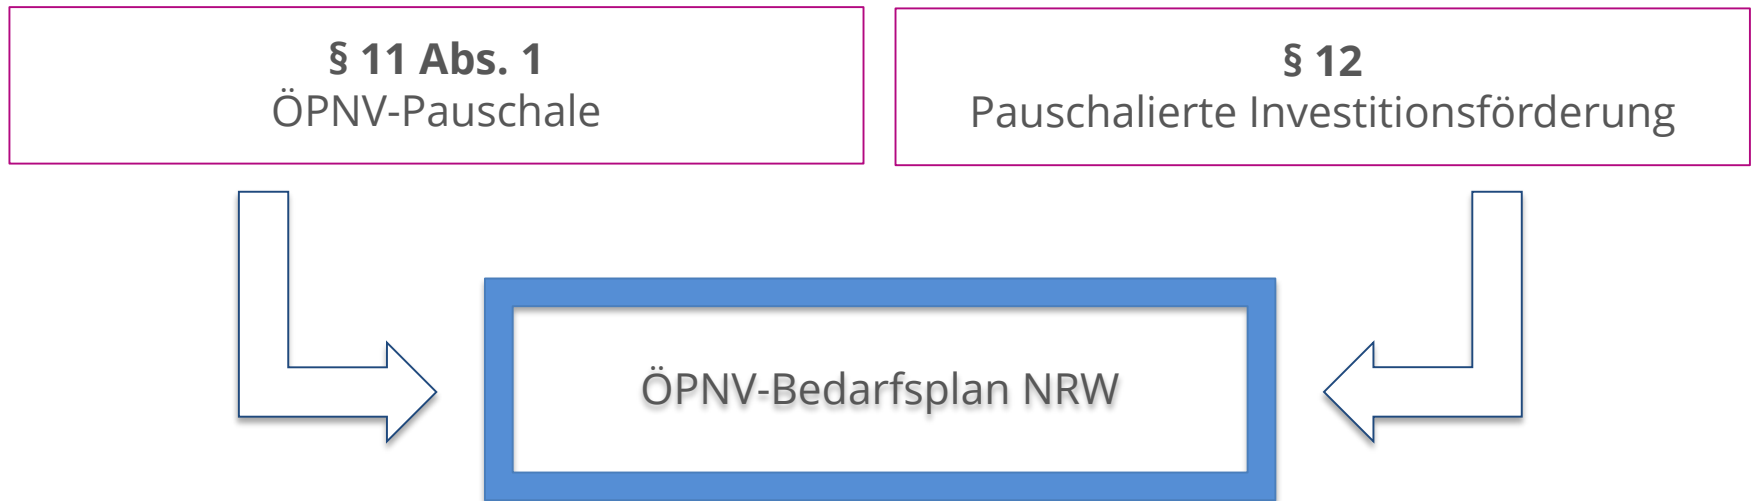 § 11 Abs. 1
ÖPNV-Pauschale
§ 12
Pauschalierte Investitionsförderung
ÖPNV-Bedarfsplan NRW